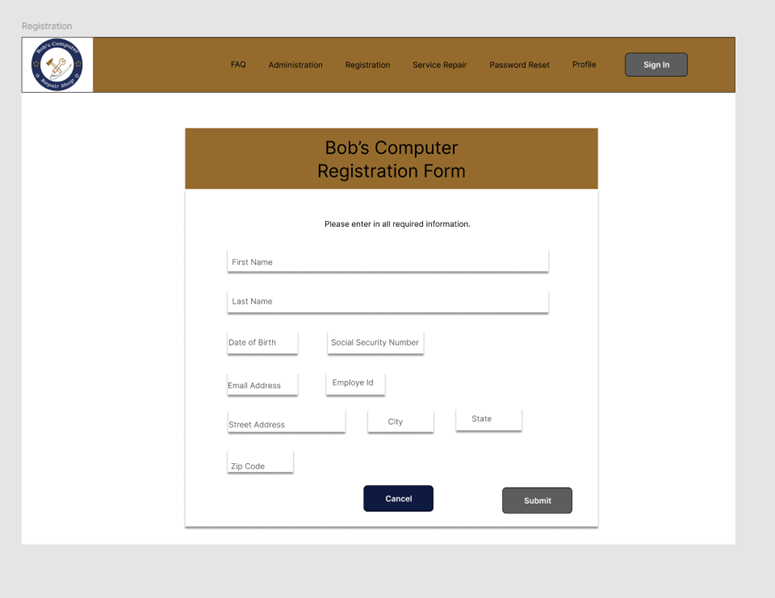 Registration
Bob's Computer
Repair Shop
FAQ Administration Registration Service Repair Password Reset Profile Sign In
Bob's Computer
Registration Form
Please enter in all required information.
First Name
Last Name
Date of Birth Social Security Number
Email Address Employe Id
Street Address City State
Zip Code
Cancel Submit